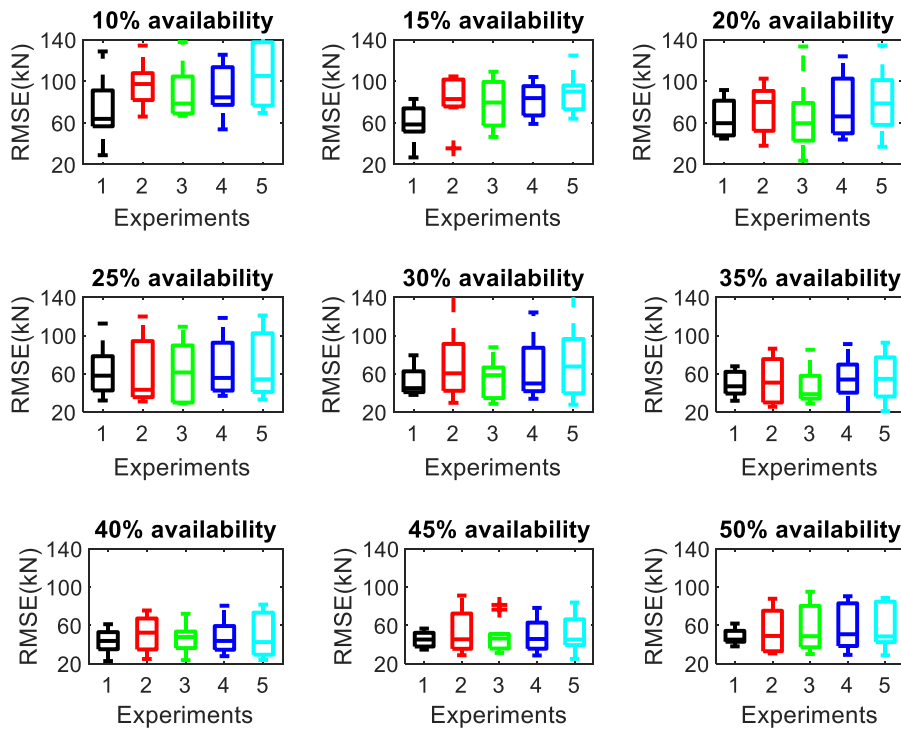 10% availability
15% availability
20% availability
RMSE(kN)
140
100
60
20
1 2 3 4 5
Experiments
RMSE(kN)
140
100
60
20
1 2 3 4 5
Experiments
RMSE(kN)
140
100
60
20
1 2 3 4 5
Experiments
25% availability
30% availability
35% availability
RMSE(kN)
140
100
60
20
1 2 3 4 5
Experiments
RMSE(kN)
140
100
60
20
1 2 3 4 5
Experiments
RMSE(kN)
140
100
60
20
1 2 3 4 5
Experiments
40% availability
45% availability
50% availability
RMSE(kN)
140
100
60
20
1 2 3 4 5
Experiments
RMSE(kN)
140
100
60
20
1 2 3 4 5
Experiments
RMSE(kN)
140
100
60
20
1 2 3 4 5
Experiments